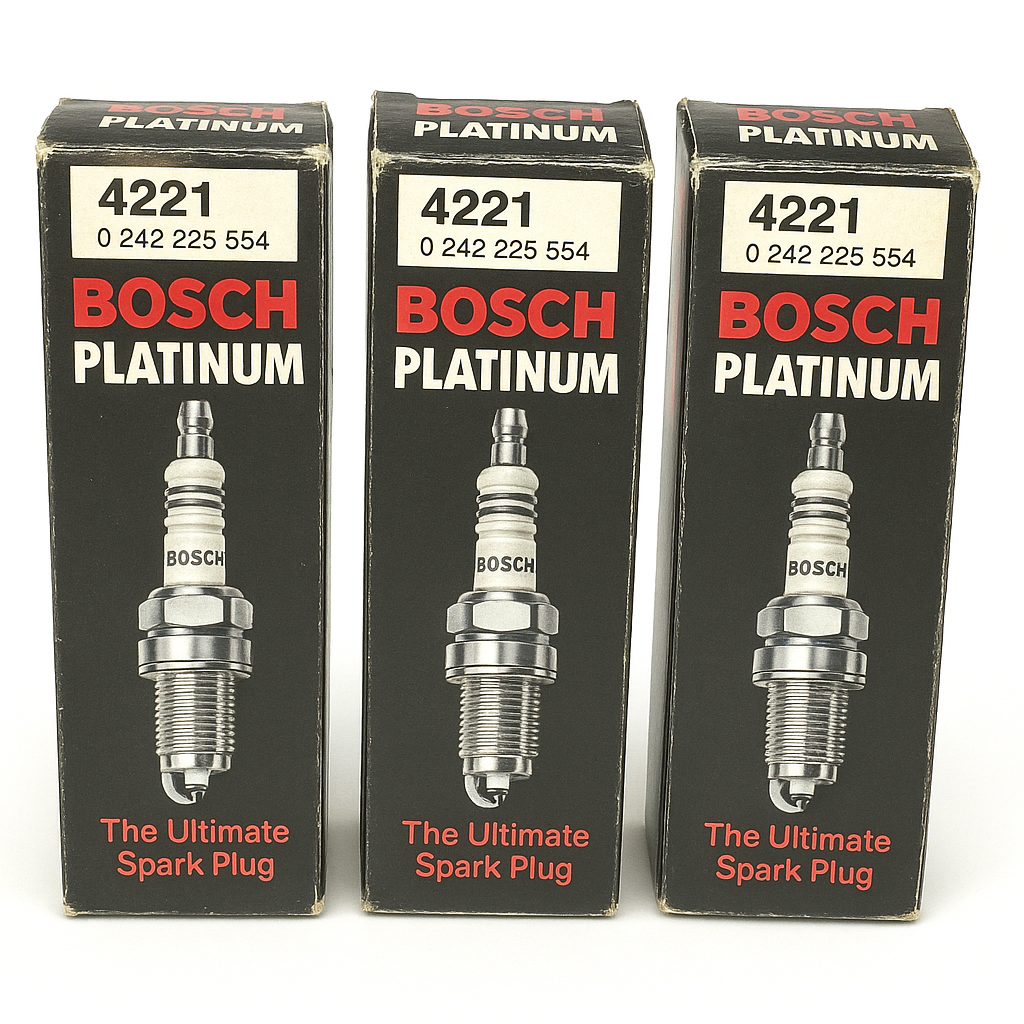 BOSCH
PLATINUM
4221
0 242 225 554
BOSCH
PLATINUM
BOSCH
The Ultimate
Spark Plug
BOSCH
PLATINUM
4221
0 242 225 554
BOSCH
PLATINUM
BOSCH
The Ultimate
Spark Plug
BOSCH
PLATINUM
4221
0 242 225 554
BOSCH
PLATINUM
BOSCH
The Ultimate
Spark Plug